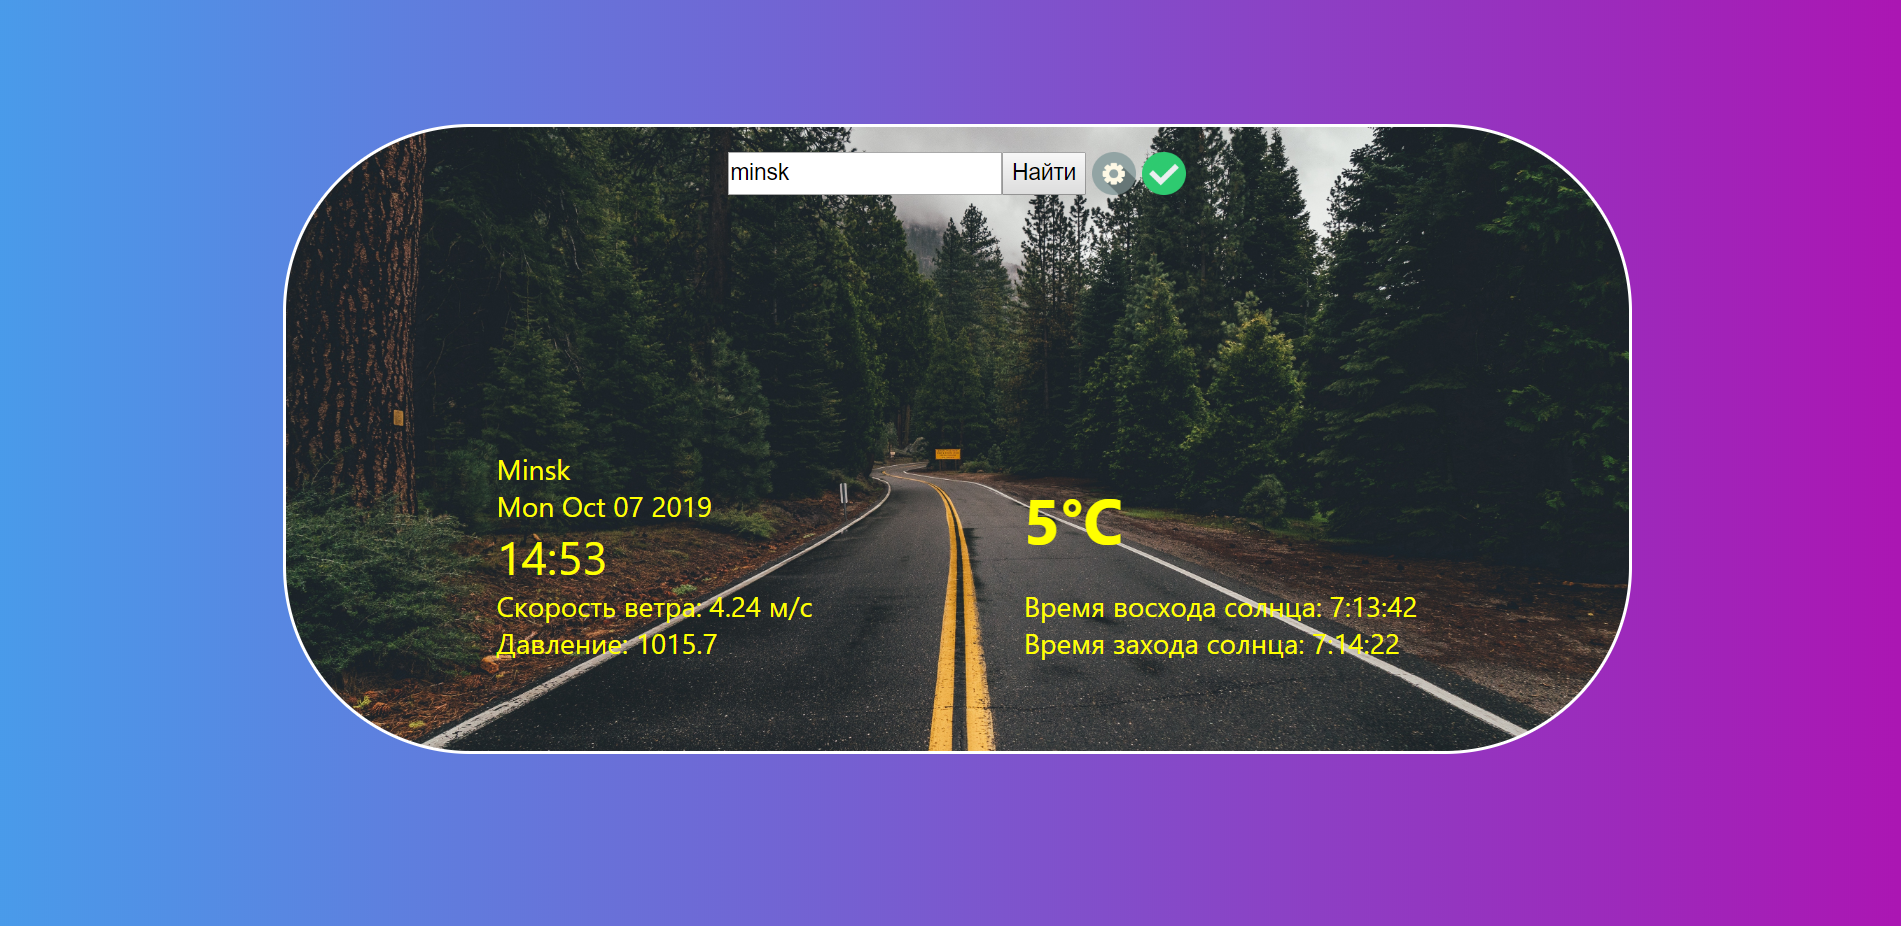 minsk Найти
Minsk
Mon Oct 07 2019
14:53
5°C
Скорость ветра: 4.24 м/с
Давление: 1015.7
Время восхода солнца: 7:13:42
Время захода солнца: 7:14:22